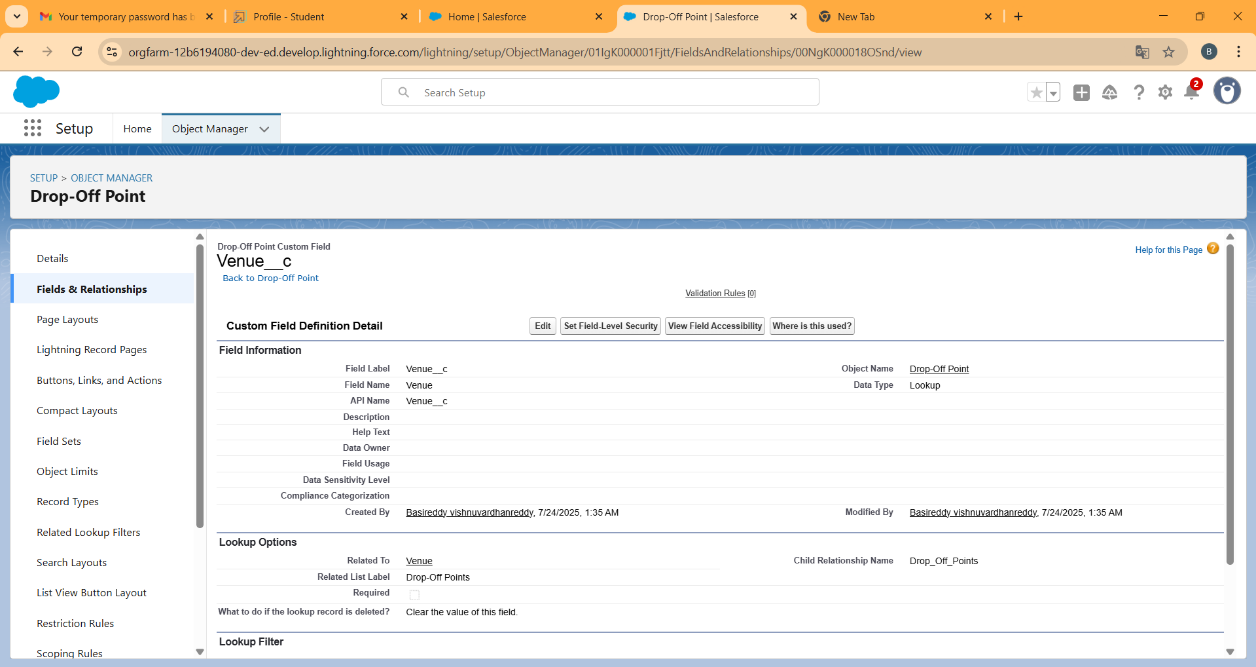 Your temporary password has b
Profile - Student
Home | Salesforce
Drop-Off Point | Salesforce
New Tab
orgfarm-12b6194080-dev-ed.develop.lightning.force.com/lightning/setup/ObjectManager/01IgK000001Fjtt/FieldsAndRelationships/00NgK000018OSnd/view
B
Search Setup
2
Setup
Home
Object Manager
SETUP > OBJECT MANAGER
Drop-Off Point
Details
Fields & Relationships
Page Layouts
Lightning Record Pages
Buttons, Links, and Actions
Compact Layouts
Field Sets
Object Limits
Record Types
Related Lookup Filters
Search Layouts
List View Button Layout
Restriction Rules
Scoping Rules
Drop-Off Point Custom Field
Venue__c
Back to Drop-Off Point
Help for this Page ?
Validation Rules [0]
Custom Field Definition Detail
Edit Set Field-Level Security View Field Accessibility Where is this used?
Field Information
Field Label Venue__c Object Name Drop-Off Point
Field Name Venue Data Type Lookup
API Name Venue__c
Description
Help Text
Data Owner
Field Usage
Data Sensitivity Level
Compliance Categorization
Created By Basireddy vishnuvardhanreddy, 7/24/2025, 1:35 AM Modified By Basireddy vishnuvardhanreddy, 7/24/2025, 1:35 AM
Lookup Options
Related To Venue Child Relationship Name Drop_Off_Points
Related List Label Drop-Off Points
Required
What to do if the lookup record is deleted? Clear the value of this field.
Lookup Filter